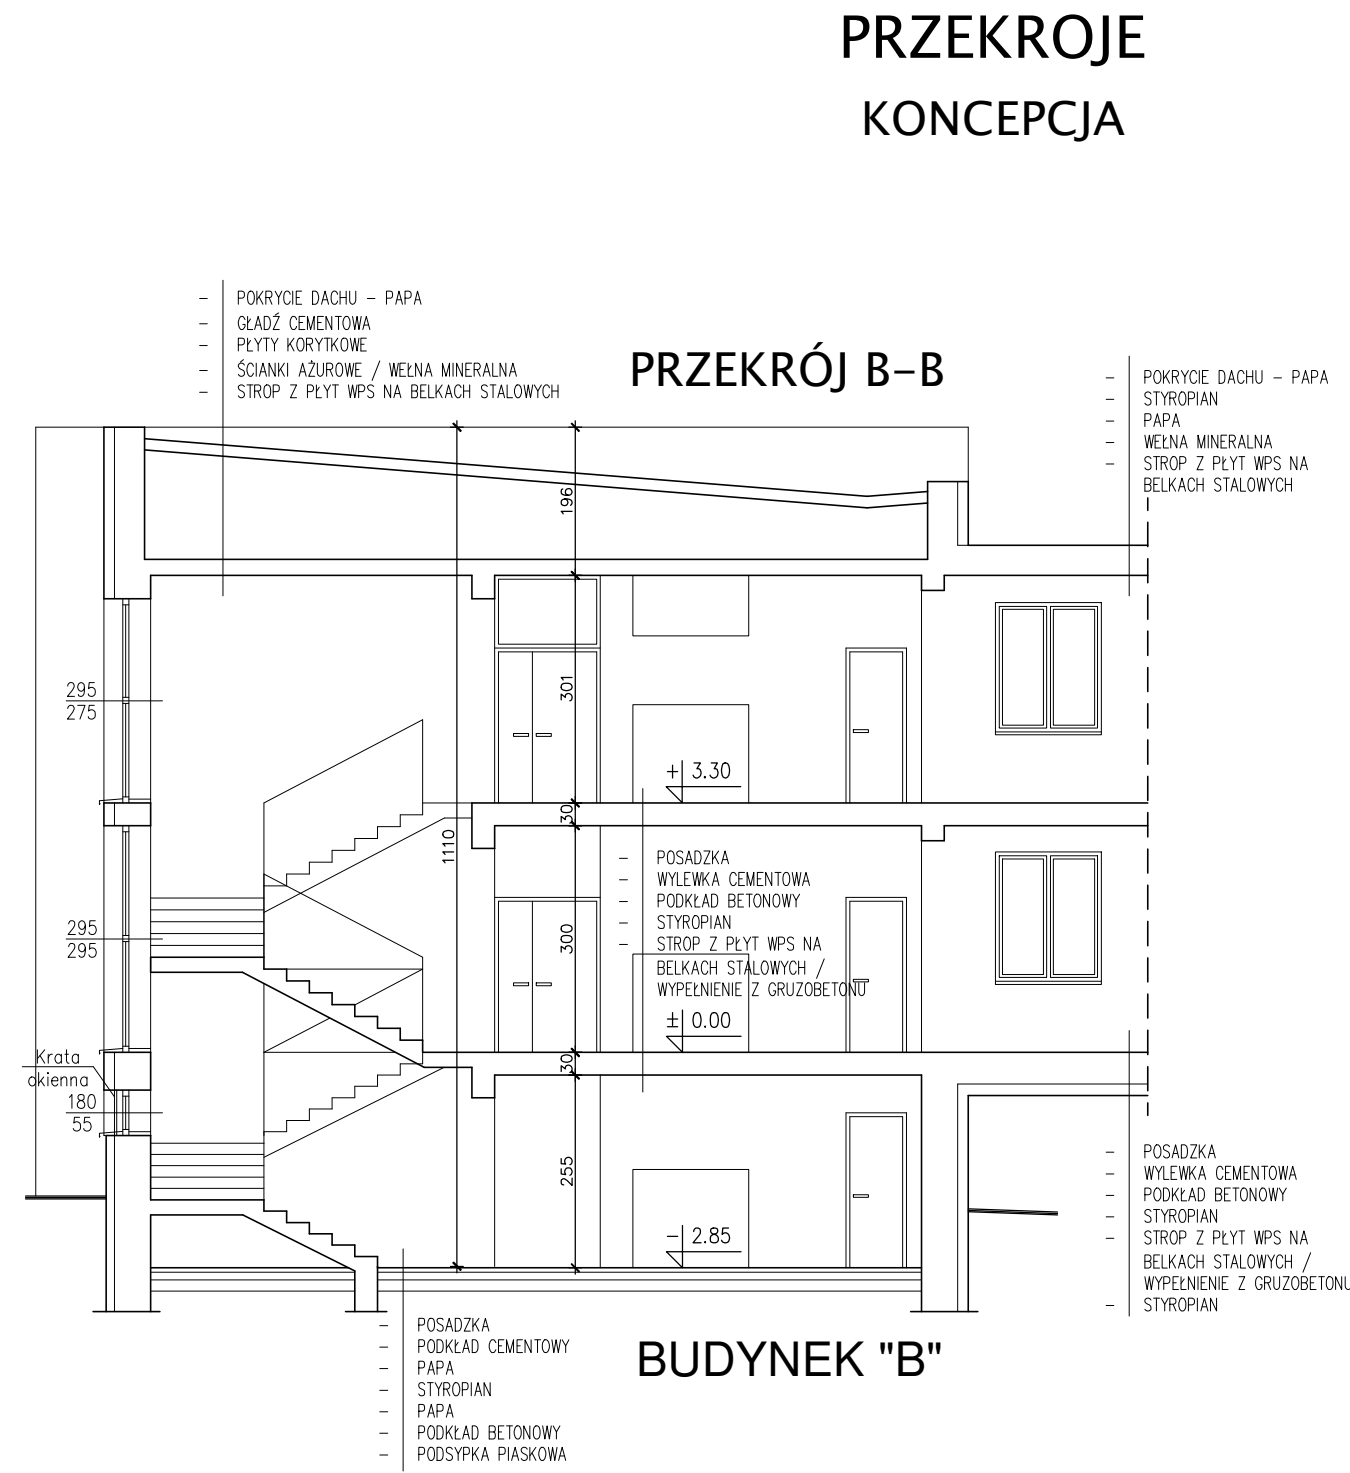 PRZEKROJE
KONCEPCJA
- POKRYCIE DACHU - PAPA
- GŁADŹ CEMENTOWA
- PŁYTY KORYTKOWE
- ŚCIANKI AŻUROWE / WEŁNA MINERALNA
- STROP Z PŁYT WPS NA BELKACH STALOWYCH
PRZEKRÓJ B-B
- POKRYCIE DACHU - PAPA
- STYROPIAN
- PAPA
- WEŁNA MINERALNA
- STROP Z PŁYT WPS NA
BELKACH STALOWYCH
196
295
275
301
+ 3.30
30
1110
- POSADZKA
- WYLEWKA CEMENTOWA
- PODKŁAD BETONOWY
- STYROPIAN
- STROP Z PŁYT WPS NA
BELKACH STALOWYCH /
WYPEŁNIENIE Z GRUZOBETONU
295
295
300
± 0.00
30
Krata
okienna
180
55
255
- 2.85
- POSADZKA
- WYLEWKA CEMENTOWA
- PODKŁAD BETONOWY
- STYROPIAN
- STROP Z PŁYT WPS NA
BELKACH STALOWYCH /
WYPEŁNIENIE Z GRUZOBETONU
- STYROPIAN
- POSADZKA
- PODKŁAD CEMENTOWY
- PAPA
- STYROPIAN
- PAPA
- PODKŁAD BETONOWY
- PODSYPKA PIASKOWA
BUDYNEK "B"